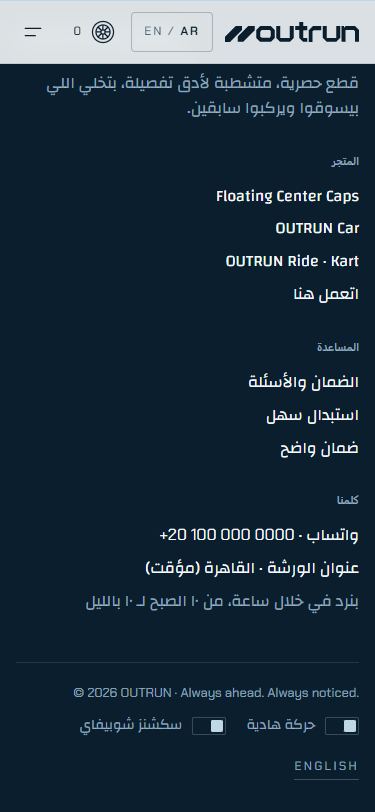 outrun
EN / AR
0
قطع حصرية، متشطبة لأدق تفصيلة، بتخلي اللي
بيسوقوا ويركبوا سابقين.
المتجر
Floating Center Caps
OUTRUN Car
OUTRUN Ride · Kart
اتعمل هنا
المساعدة
الضمان والأسئلة
استبدال سهل
ضمان واضح
كلمنا
واتساب · 0000 000 100 20+
عنوان الورشة · القاهرة (مؤقت)
بنرد في خلال ساعة، من ١٠ الصبح لـ ١٠ بالليل
© 2026 OUTRUN · Always ahead. Always noticed.
حركة هادية
سكشنز شوبيفاي
ENGLISH